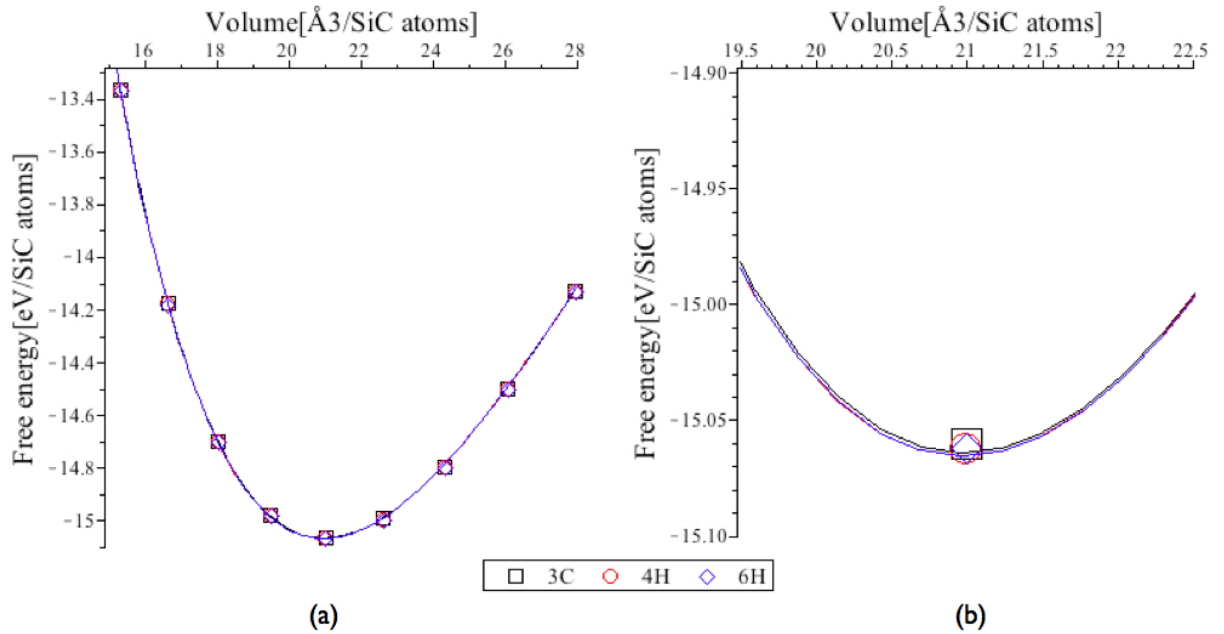 Volume[Å3/SiC atoms]
16 18 20 22 24 26 28
Free energy[eV/SiC atoms]
−13.4
−13.6
−13.8
−14
−14.2
−14.4
−14.6
−14.8
−15
Volume[Å3/SiC atoms]
19.5 20 20.5 21 21.5 22 22.5
Free energy[eV/SiC atoms]
−14.90
−14.95
−15.00
−15.05
−15.10
3C 4H 6H
(a) (b)